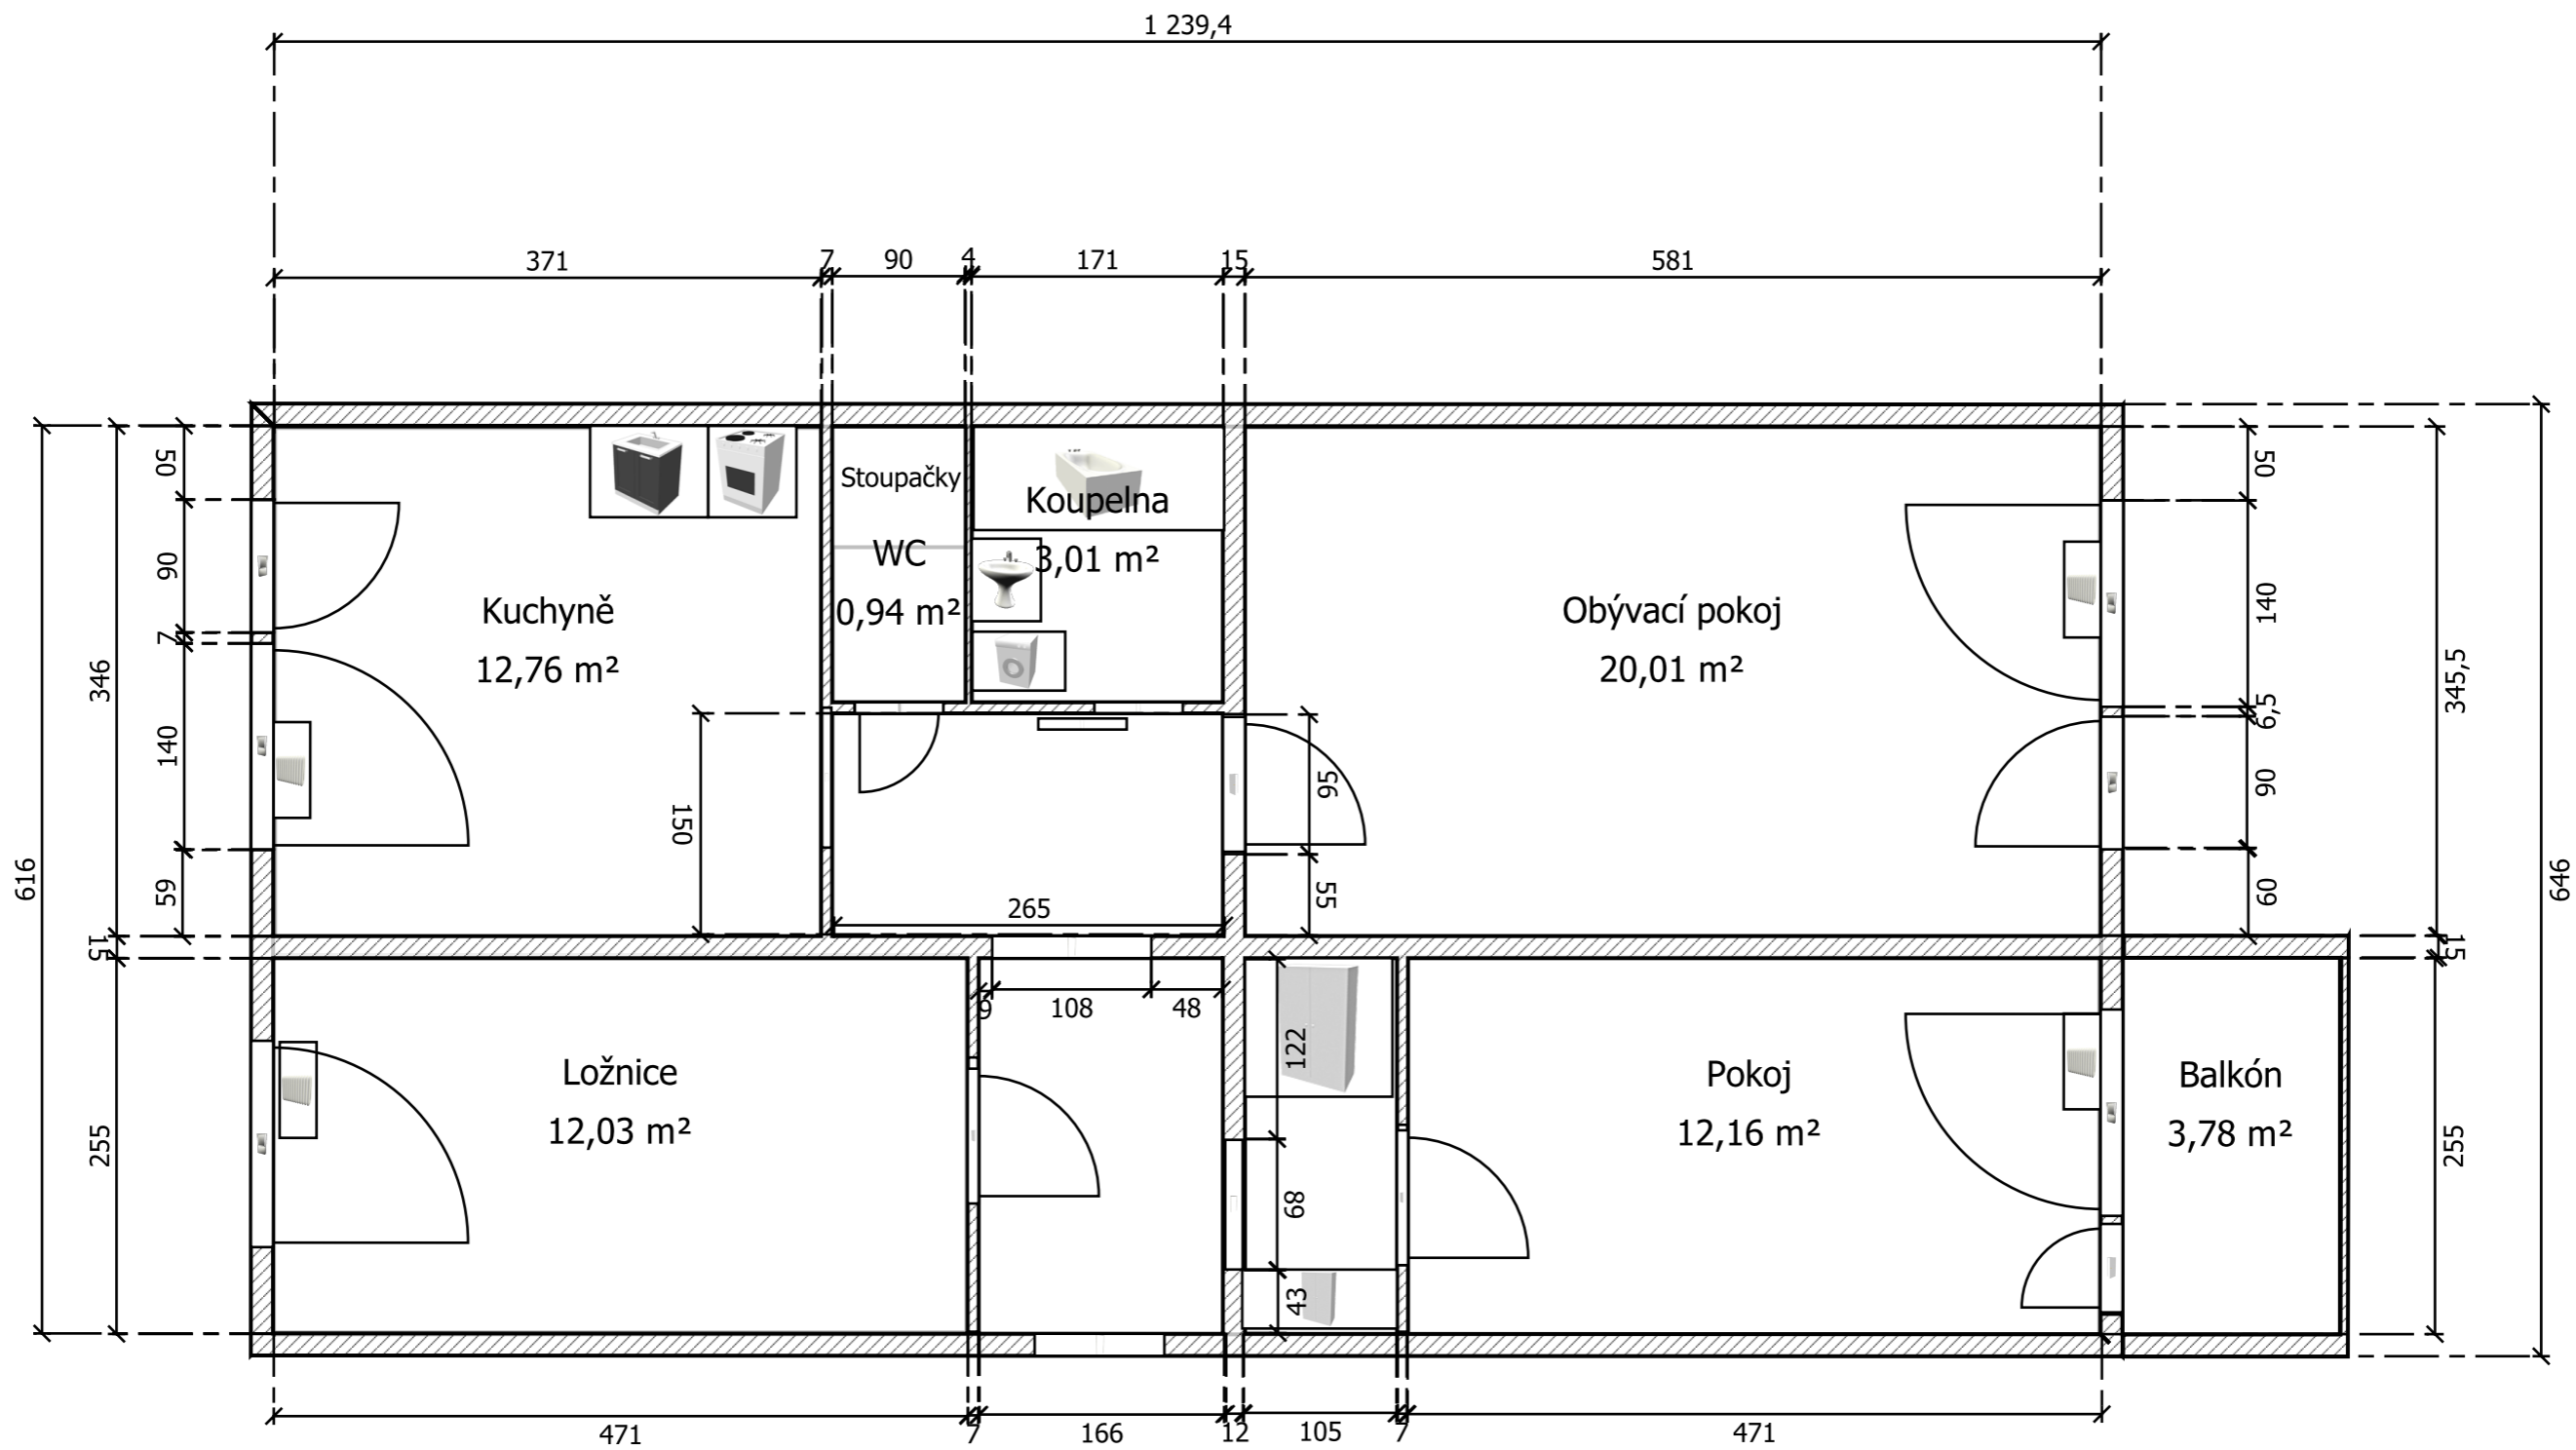 1 239,4
371
7
90
4
171
15
581
50
90
7
140
59
346
15
255
616
Stoupačky
WC
0,94 m²
Koupelna
3,01 m²
Kuchyně
12,76 m²
Obývací pokoj
20,01 m²
50
140
6,5
90
60
345,5
15
255
646
150
95
55
265
9
108
48
122
68
43
Ložnice
12,03 m²
Pokoj
12,16 m²
Balkón
3,78 m²
471
7
166
12
105
7
471